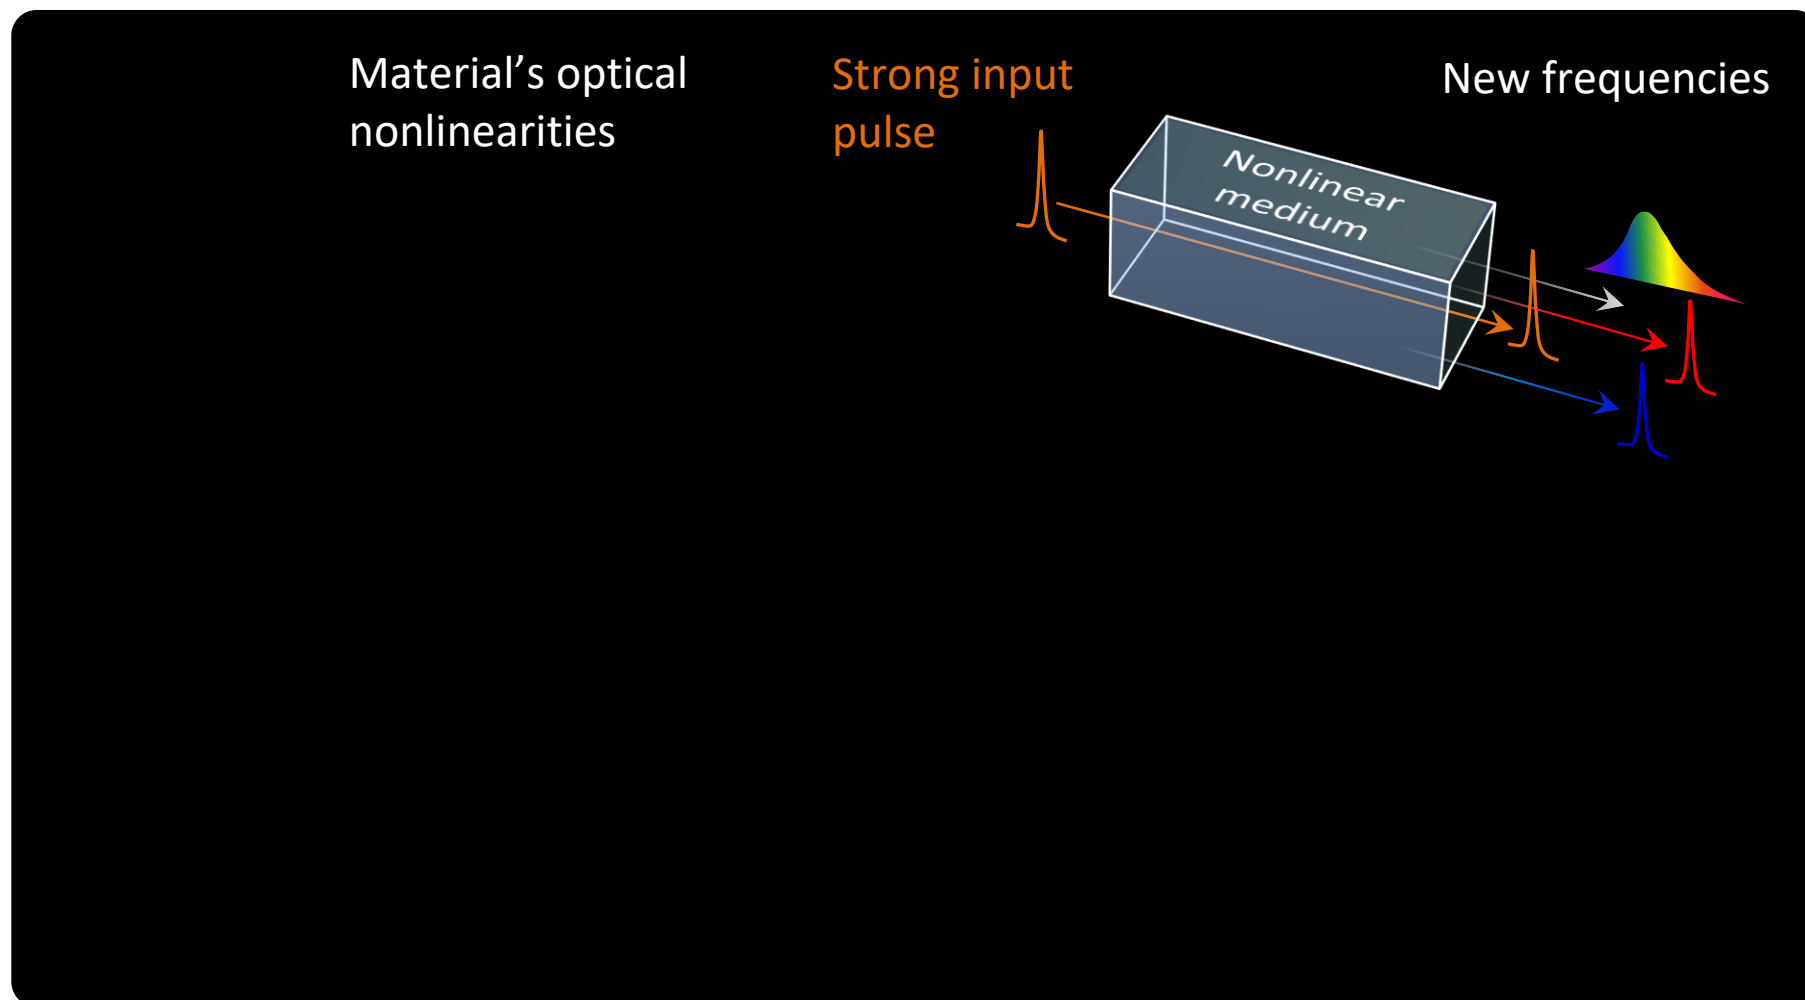 Material’s optical
nonlinearities
Strong input
pulse
New frequencies
Nonlinear
medium